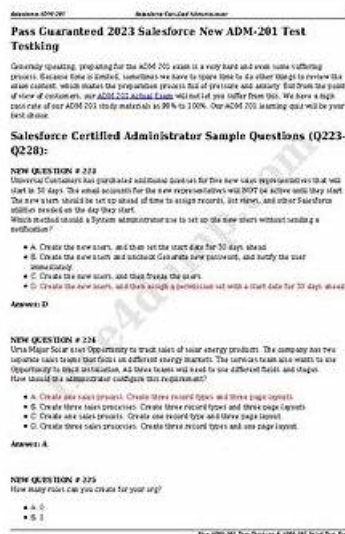 Salesforce ADM-201
Salesforce Certified Administrator
Pass Guaranteed 2023 Salesforce New ADM-201 Test
Testking
Generally speaking, preparing for the ADM-201 exam is a very hard and even some suffering
process. Because time is limited, sometimes we have to spare time to do other things to review the
exam content, which makes the preparation process full of pressure and anxiety. But from the point
of view of customers, our ADM-201 Actual Exam will not let you suffer from this. We have a high
pass rate of our ADM-201 study materials as 98% to 100%. Our ADM-201 learning quiz will be your
best choice.
Salesforce Certified Administrator Sample Questions (Q223-
Q228):
NEW QUESTION # 223
Universal Containers has purchased additional licenses for five new sales representatives that will
start in 30 days. The email accounts for the new representatives will NOT be active until they start.
The new users should be set up ahead of time to assign records, list views, and other Salesforce
utilities needed on the day they start.
Which method should a System administrator use to set up the new users without sending a
notification?
A. Create the new users, and then set the start date for 30 days ahead
B. Create the new users and uncheck Generate new password, and notify the user
immediately
C. Create the new users, and then freeze the users
D. Create the new users, and then assign a permission set with a start date for 30 days ahead
Answer: D
NEW QUESTION # 224
Ursa Major Solar uses Opportunity to track sales of solar energy products. The company has two
separate sales teams that focus on different energy markets. The services team also wants to use
Opportunity to track installation. All three teams will need to use different fields and stages.
How should the administrator configure this requirement?
A. Create one sales process. Create three record types and three page layouts
B. Create three sales processes. Create three record types and three page layouts
C. Create one sales process. Create one record type and three page layouts
D. Create three sales processes. Create three record types and one page layout
Answer: A
NEW QUESTION # 225
How many roles can you create for your org?
A. 0
B.